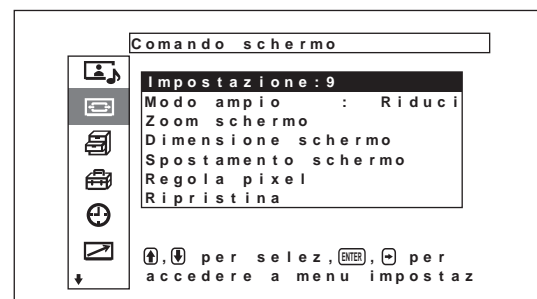 Comando schermo
Impostazione:9
Modo ampio : Riduci
Zoom schermo
Dimensione schermo
Spostamento schermo
Regola pixel
Ripristina
↑,↓ per selez, ENTER, → per
accedere a menu impostaz